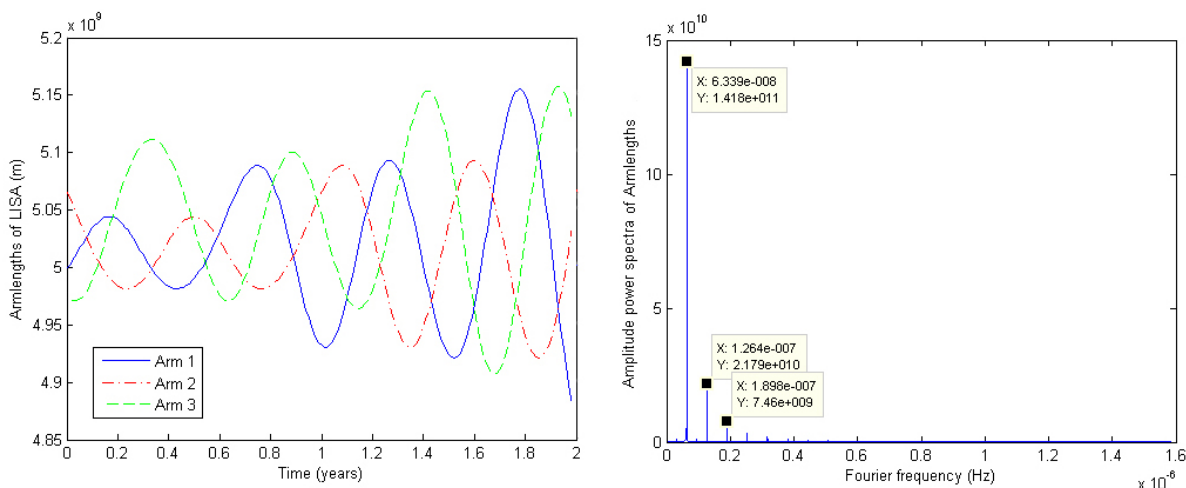 x 10^9
5.2
5.15
5.1
5.05
5
4.95
4.9
4.85
Armlengths of LISA (m)
Arm 1
Arm 2
Arm 3
0 0.2 0.4 0.6 0.8 1 1.2 1.4 1.6 1.8 2
Time (years)
x 10^10
15
10
5
0
Amplitude power spectra of Armlengths
X: 6.339e-008
Y: 1.418e+011
X: 1.264e-007
Y: 2.179e+010
X: 1.898e-007
Y: 7.46e+009
0 0.2 0.4 0.6 0.8 1 1.2 1.4 1.6
Fourier frequency (Hz)
x 10^-6